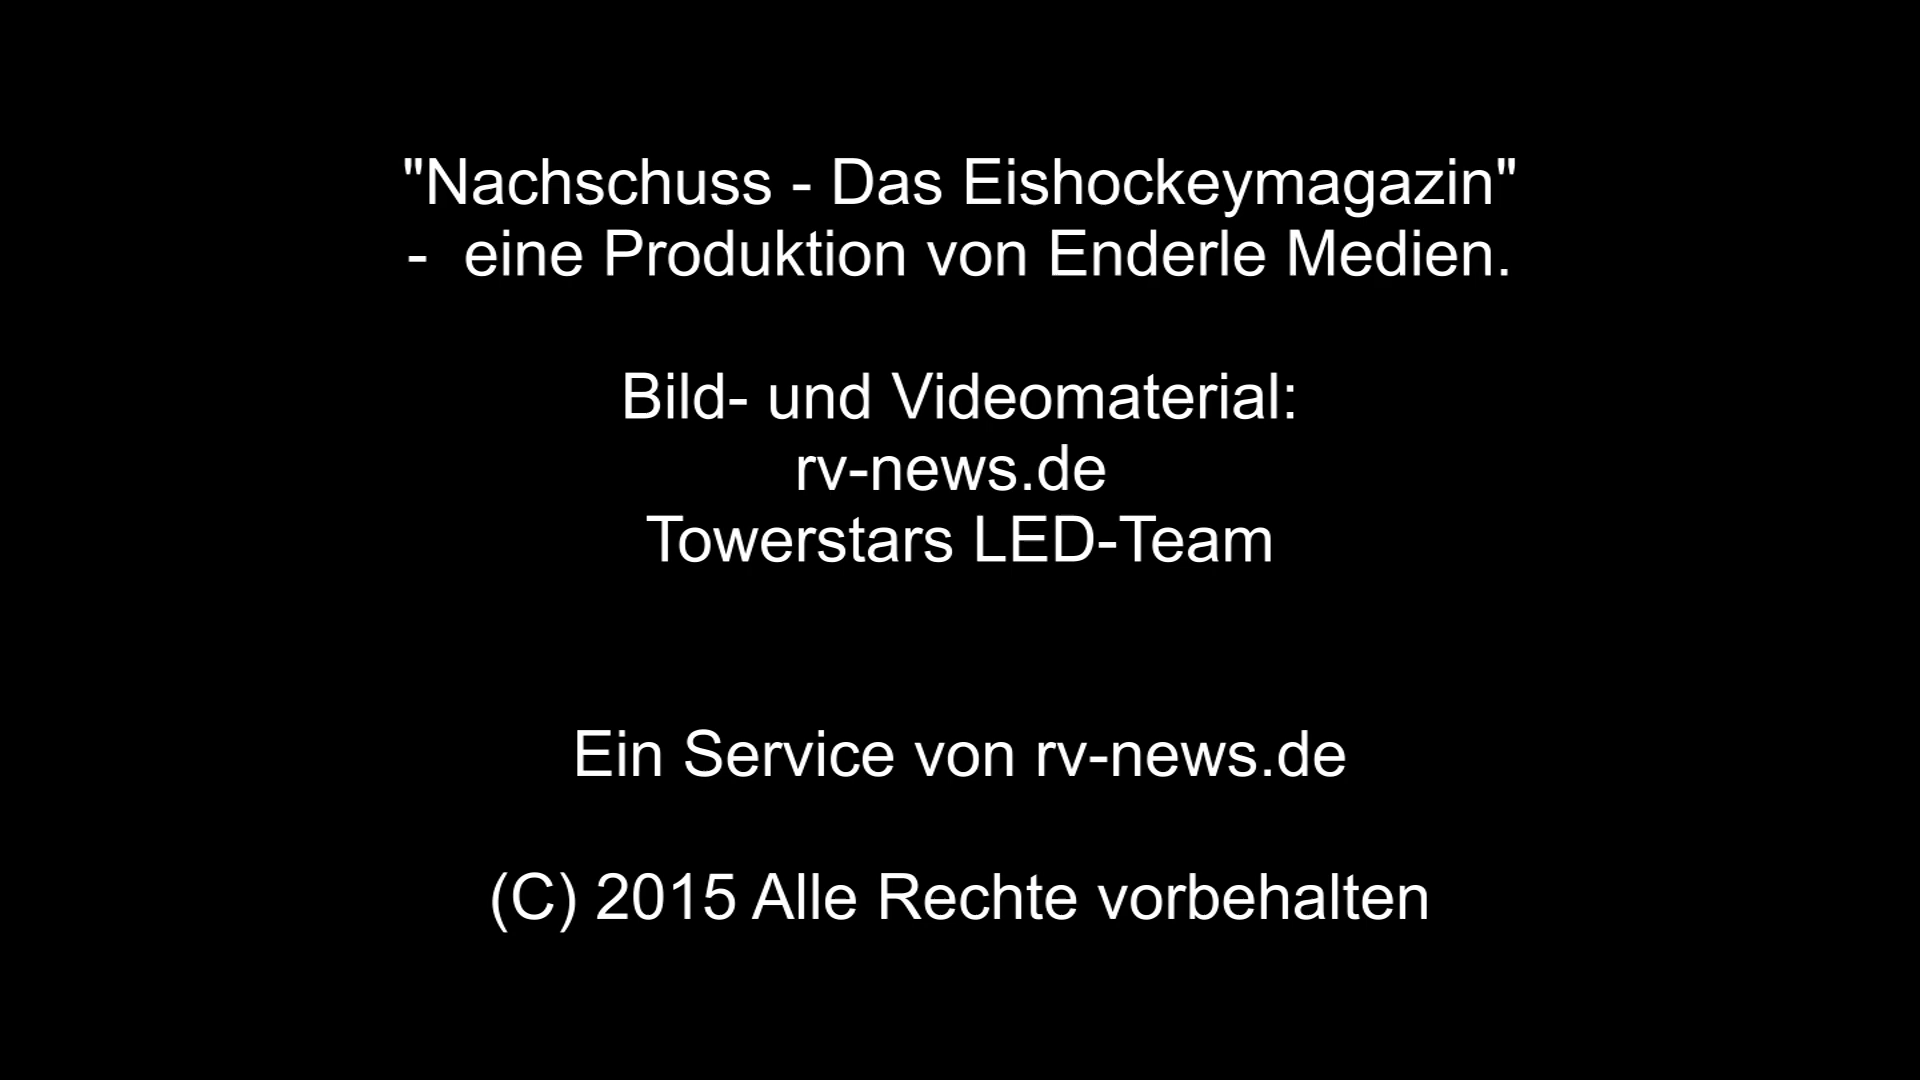 "Nachschuss - Das Eishockeymagazin"
- eine Produktion von Enderle Medien.
Bild- und Videomaterial:
rv-news.de
Towerstars LED-Team
Ein Service von rv-news.de
(C) 2015 Alle Rechte vorbehalten